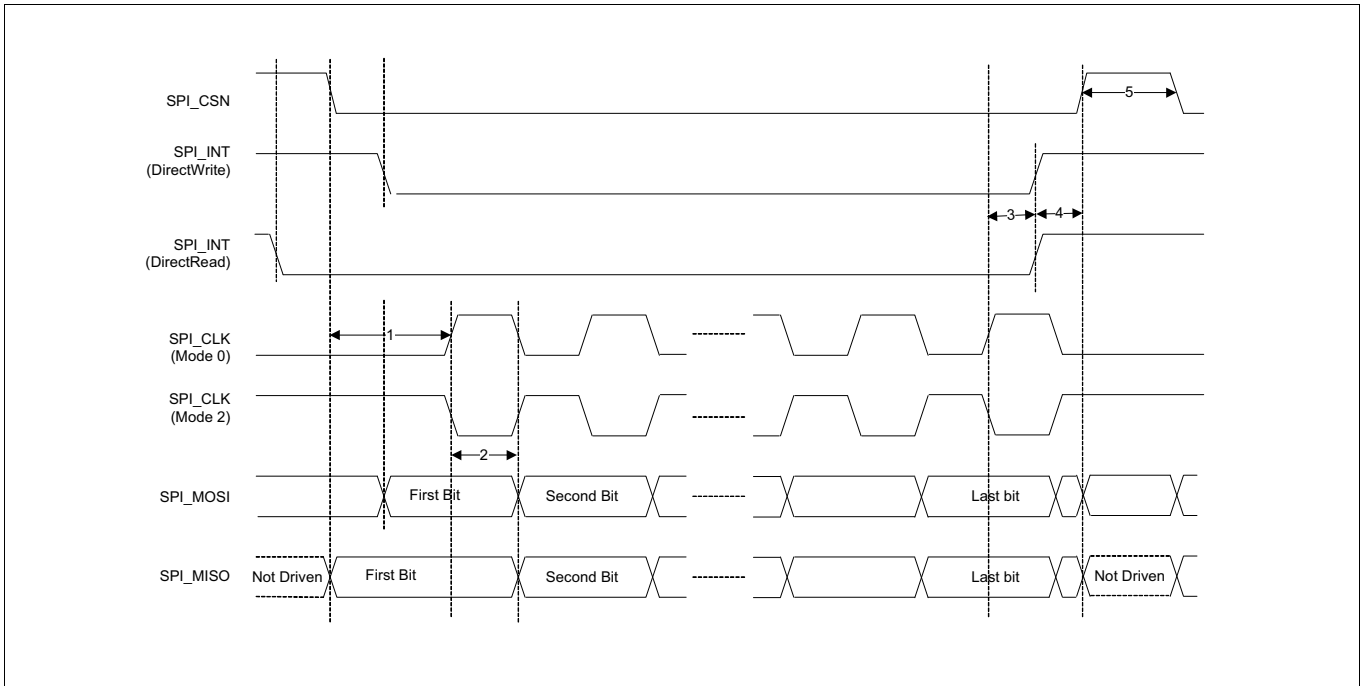 SPI_CSN
5
SPI_INT
(DirectWrite)
3
4
SPI_INT
(DirectRead)
1
SPI_CLK
(Mode 0)
SPI_CLK
(Mode 2)
2
SPI_MOSI
First Bit
Second Bit
Last bit
SPI_MISO
Not Driven
First Bit
Second Bit
Last bit
Not Driven